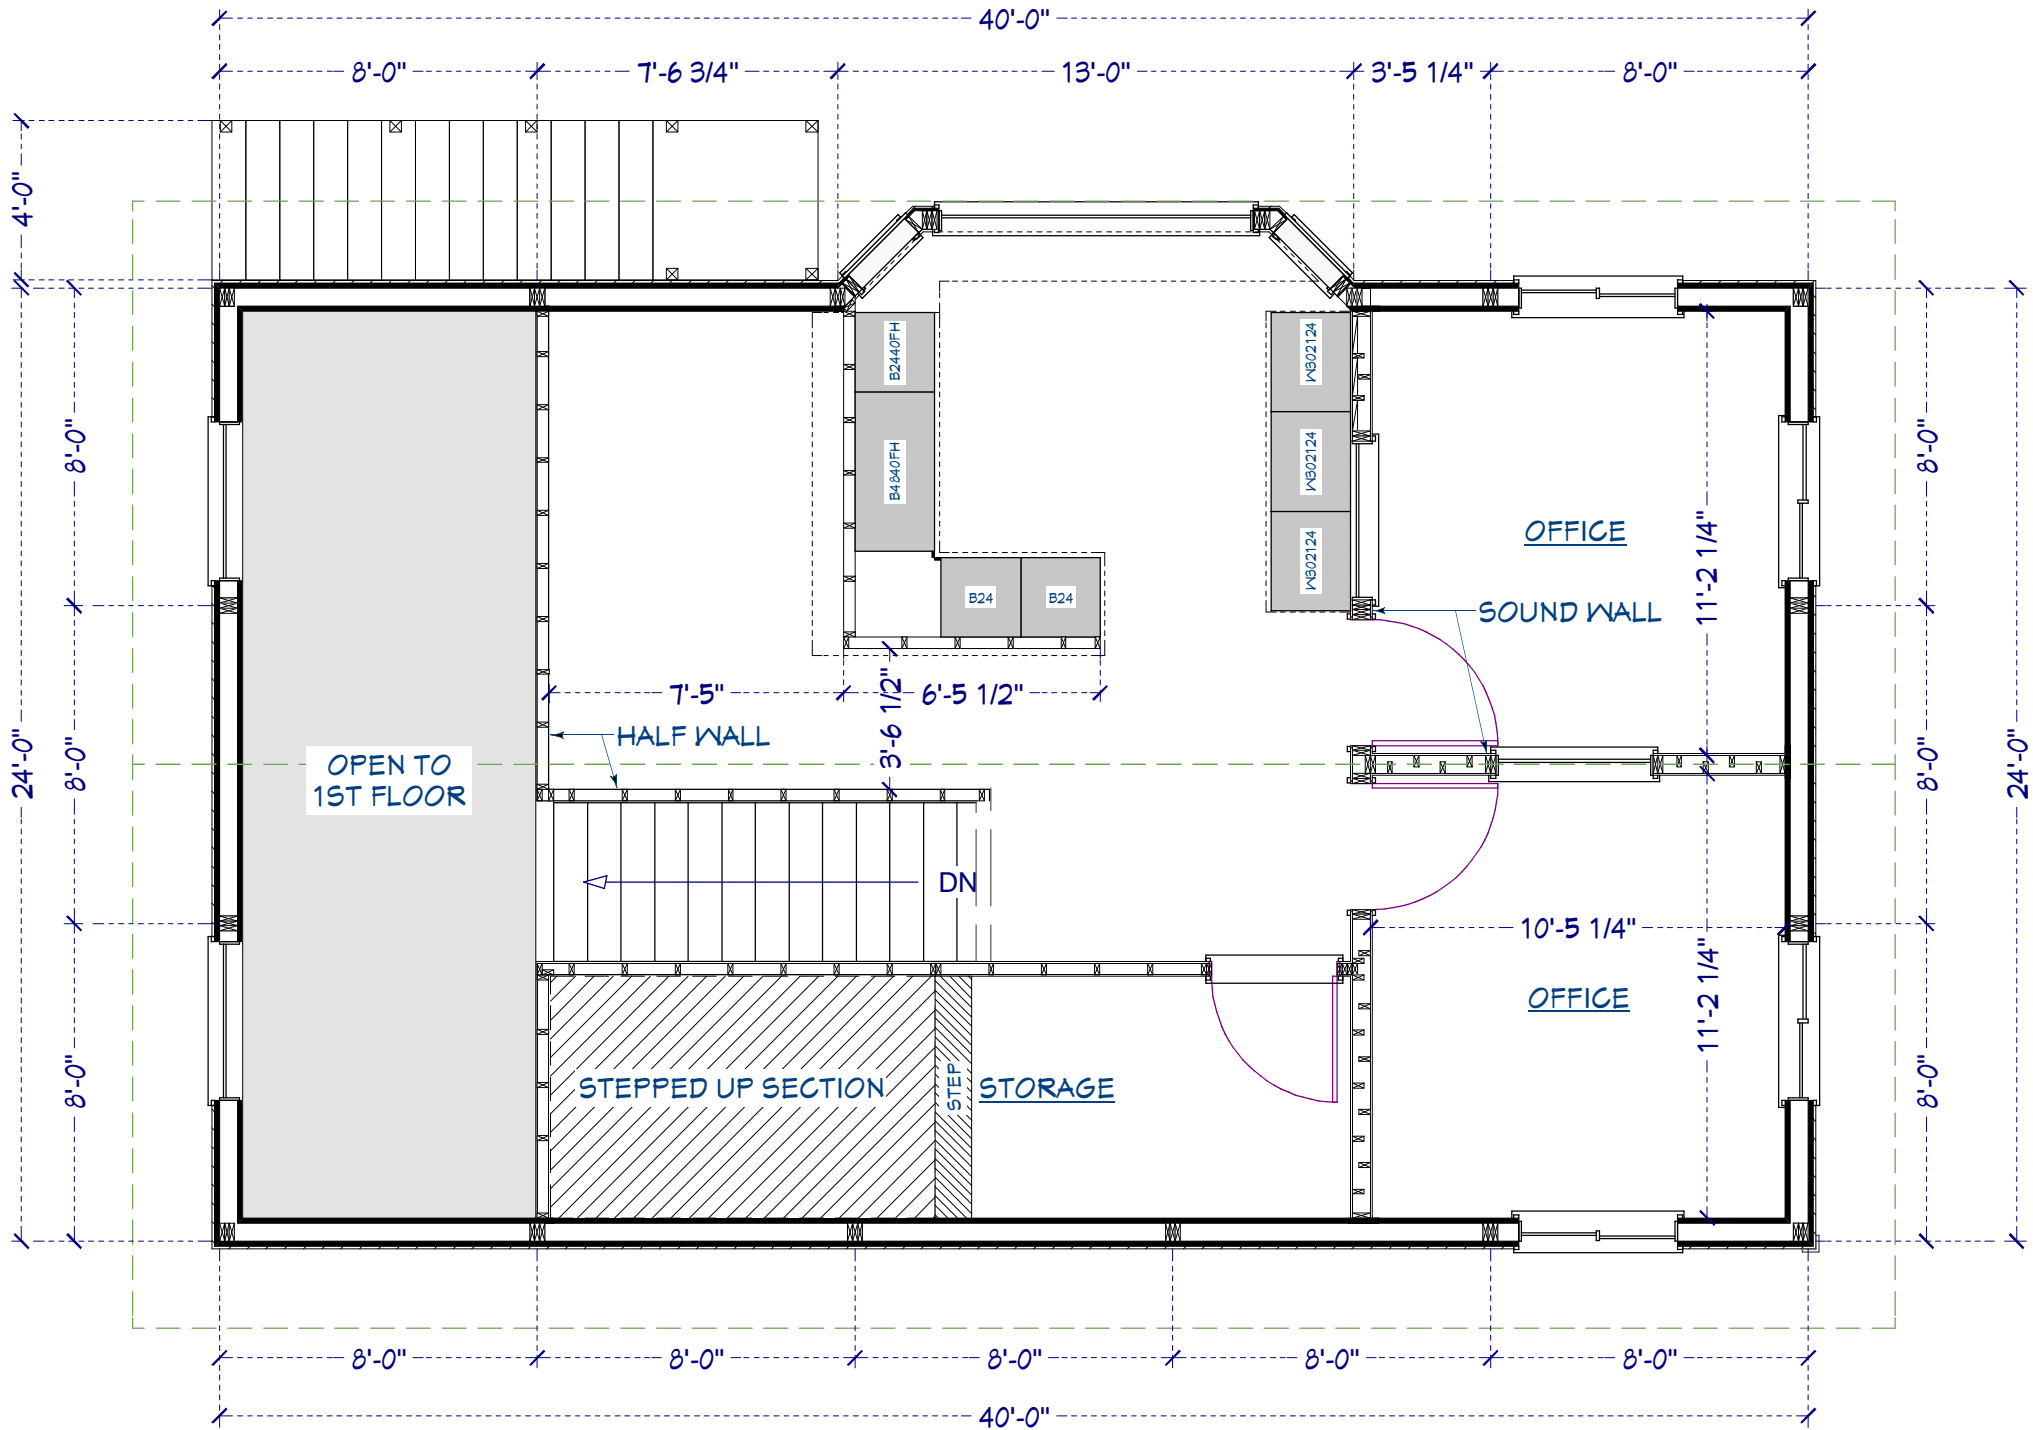 40'-0"
8'-0"
7'-6 3/4"
13'-0"
3'-5 1/4"
8'-0"
4'-0"
B2440FH
W302124
8'-0"
B4840FH
W302124
8'-0"
OFFICE
11'-2 1/4"
W302124
B24
B24
SOUND WALL
7'-5"
3'-6 1/2"
6'-5 1/2"
HALF WALL
24'-0"
8'-0"
OPEN TO
1ST FLOOR
8'-0"
24'-0"
DN
10'-5 1/4"
OFFICE
11'-2 1/4"
8'-0"
STEPPED UP SECTION
STEP
STORAGE
8'-0"
8'-0"
8'-0"
8'-0"
8'-0"
8'-0"
40'-0"